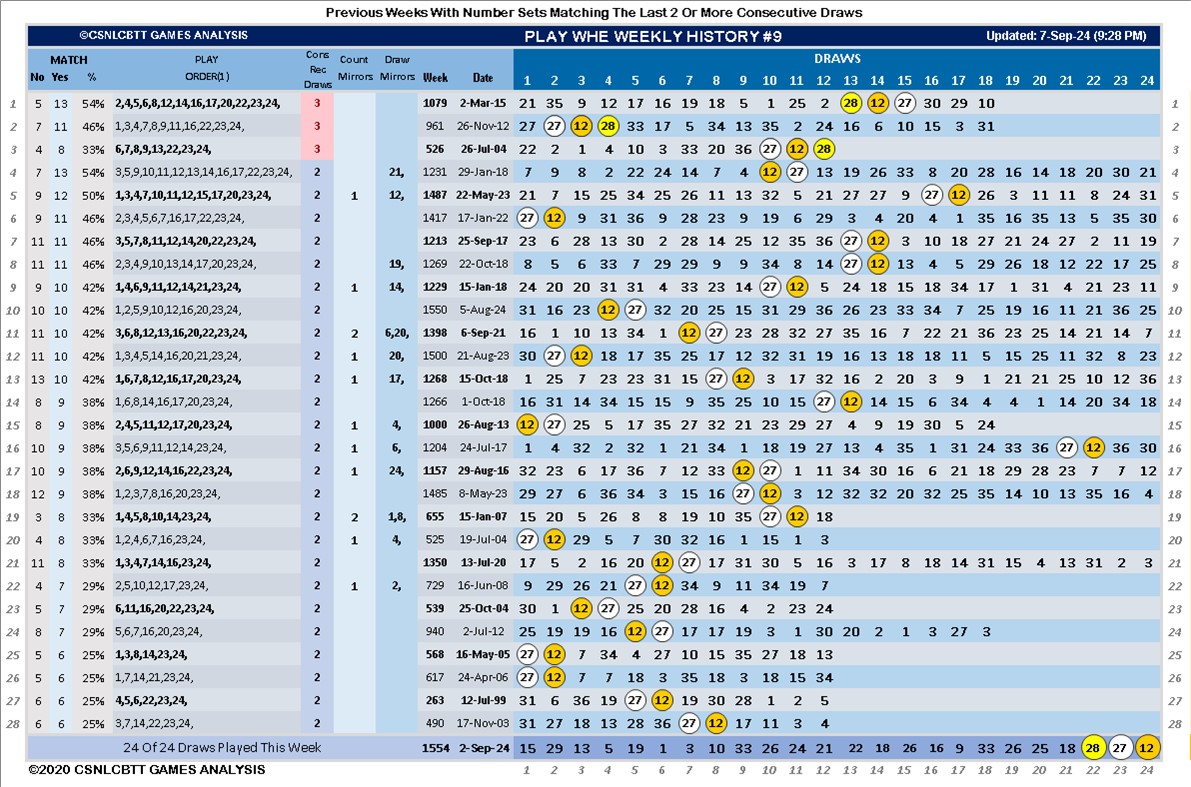 Previous Weeks With Number Sets Matching The Last 2 Or More Consecutive Draws
©CSNLCBTT GAMES ANALYSIS PLAY WHE WEEKLY HISTORY #9 Updated: 7-Sep-24 (9:28 PM)
MATCH PLAY Cons Count Draw DRAWS
No Yes % ORDER(1) Rec Draws Mirrors Mirrors Week Date 1 2 3 4 5 6 7 8 9 10 11 12 13 14 15 16 17 18 19 20 21 22 23 24
1 5 13 54% 2,4,5,6,8,12,14,16,17,20,22,23,24, 3 1079 2-Mar-15 21 35 9 12 17 16 19 18 5 1 25 2 28 12 27 30 29 10 1
2 7 11 46% 1,3,4,7,8,9,11,16,22,23,24, 3 961 26-Nov-12 27 27 12 28 33 17 5 34 13 35 2 24 16 6 10 15 3 31 2
3 4 8 33% 6,7,8,9,13,22,23,24, 3 526 26-Jul-04 22 2 1 4 10 3 33 20 36 27 12 28 3
4 7 13 54% 3,5,9,10,11,12,13,14,16,17,22,23,24, 2 21, 1231 29-Jan-18 7 9 8 2 22 24 14 7 4 12 27 13 19 26 33 8 20 28 16 14 18 20 30 21 4
5 9 12 50% 1,3,4,7,10,11,12,15,17,20,23,24, 2 1 12, 1487 22-May-23 21 7 15 25 34 25 26 11 13 32 5 21 27 27 9 27 12 26 3 11 11 8 24 31 5
6 9 11 46% 2,3,4,5,6,7,16,17,22,23,24, 2 1417 17-Jan-22 27 12 9 31 36 9 28 23 9 19 6 29 3 4 20 4 1 35 16 35 13 5 35 30 6
7 11 11 46% 3,5,7,8,11,12,14,20,22,23,24, 2 1213 25-Sep-17 23 6 28 13 30 2 28 14 25 12 35 36 27 12 3 10 18 27 21 24 27 2 11 19 7
8 11 11 46% 2,3,4,9,10,13,14,17,20,23,24, 2 19, 1269 22-Oct-18 8 5 6 33 7 29 29 9 9 34 8 14 27 12 13 4 5 29 26 18 12 22 17 25 8
9 9 10 42% 1,4,6,9,11,12,14,21,23,24, 2 1 14, 1229 15-Jan-18 24 20 20 31 31 4 33 23 14 27 12 5 24 18 15 18 34 17 1 31 4 21 23 11 9
10 10 10 42% 1,2,5,9,10,12,16,20,23,24, 2 1550 5-Aug-24 31 16 23 12 27 32 20 25 15 31 29 36 26 23 33 34 7 25 19 16 11 21 36 25 10
11 11 10 42% 3,6,8,12,13,16,20,22,23,24, 2 2 6,20, 1398 6-Sep-21 16 1 10 13 34 1 12 27 23 28 32 27 35 16 7 22 11 36 23 25 14 21 14 7 11
12 11 10 42% 1,3,4,5,14,16,20,21,23,24, 2 1 20, 1500 21-Aug-23 30 27 12 18 17 35 25 17 12 32 31 19 16 13 18 18 11 5 15 25 11 32 8 23 12
13 13 10 42% 1,6,7,8,12,16,17,20,23,24, 2 1 17, 1268 15-Oct-18 1 25 7 23 23 31 15 27 12 3 17 32 16 2 20 3 9 1 21 21 25 10 12 36 13
14 8 9 38% 1,6,8,14,16,17,20,23,24, 2 1266 1-Oct-18 16 31 14 34 15 15 9 35 25 10 15 27 12 14 15 6 34 4 4 1 14 20 34 18 14
15 8 9 38% 2,4,5,11,12,17,20,23,24, 2 1 4, 1000 26-Aug-13 12 27 25 5 17 35 27 32 21 23 29 27 4 9 19 30 5 24 15
16 10 9 38% 3,5,6,9,11,12,14,23,24, 2 1 6, 1204 24-Jul-17 1 4 32 2 32 1 21 34 1 18 19 27 13 4 35 1 31 24 33 36 27 12 36 30 16
17 10 9 38% 2,6,9,12,14,16,22,23,24, 2 1 24, 1157 29-Aug-16 32 23 6 17 36 7 12 33 12 27 1 11 34 30 16 6 21 18 29 28 23 7 7 12 17
18 12 9 38% 1,2,3,7,8,16,20,23,24, 2 1485 8-May-23 29 27 6 36 34 3 15 16 27 12 3 12 32 32 20 32 25 35 14 10 13 35 16 4 18
19 3 8 33% 1,4,5,8,10,14,23,24, 2 2 1,8, 655 15-Jan-07 15 20 5 26 8 8 19 10 35 27 12 18 19
20 4 8 33% 1,2,4,6,7,16,23,24, 2 1 4, 525 19-Jul-04 27 12 29 5 7 30 32 16 1 15 1 3 20
21 11 8 33% 1,3,4,7,14,16,23,24, 2 1350 13-Jul-20 17 5 2 16 20 12 27 17 9 31 30 5 16 3 17 8 18 14 31 15 4 13 31 2 3 21
22 4 7 29% 2,5,10,12,17,23,24, 2 1 2, 729 16-Jun-08 9 29 26 21 27 12 34 9 11 34 19 7 22
23 5 7 29% 6,11,16,20,22,23,24, 2 539 25-Oct-04 30 1 12 27 25 20 28 16 4 2 23 24 23
24 8 7 29% 5,6,7,16,20,23,24, 2 940 2-Jul-12 25 19 19 16 12 27 17 17 19 3 1 30 20 2 1 3 27 3 24
25 5 6 25% 1,3,8,14,23,24, 2 568 16-May-05 27 12 7 34 4 27 10 15 35 27 18 13 25
26 5 6 25% 1,7,14,21,23,24, 2 617 24-Apr-06 27 12 7 7 18 3 35 18 3 18 15 34 26
27 6 6 25% 4,5,6,22,23,24, 2 263 12-Jul-99 31 6 36 19 27 12 19 30 28 1 2 5 27
28 6 6 25% 3,7,14,22,23,24, 2 490 17-Nov-03 31 27 18 13 28 36 27 12 17 11 3 4 28
24 Of 24 Draws Played This Week 1554 2-Sep-24 15 29 13 5 19 1 3 10 33 26 24 21 22 18 26 16 9 33 26 25 18 28 27 12
©2020 CSNLCBTT GAMES ANALYSIS 1 2 3 4 5 6 7 8 9 10 11 12 13 14 15 16 17 18 19 20 21 22 23 24